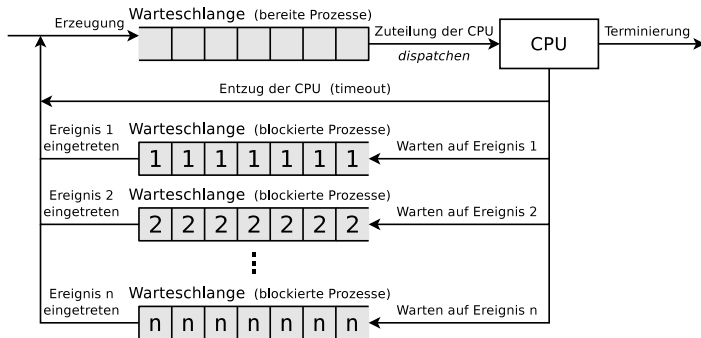 Erzeugung
Warteschlange (bereite Prozesse)
Zuteilung der CPU
dispatchen
CPU
Terminierung
Entzug der CPU (timeout)
Ereignis 1
eingetreten
Warteschlange (blockierte Prozesse)
1 1 1 1 1 1 1
Warten auf Ereignis 1
Ereignis 2
eingetreten
Warteschlange (blockierte Prozesse)
2 2 2 2 2 2 2
Warten auf Ereignis 2
Ereignis n
eingetreten
Warteschlange (blockierte Prozesse)
n n n n n n n
Warten auf Ereignis n